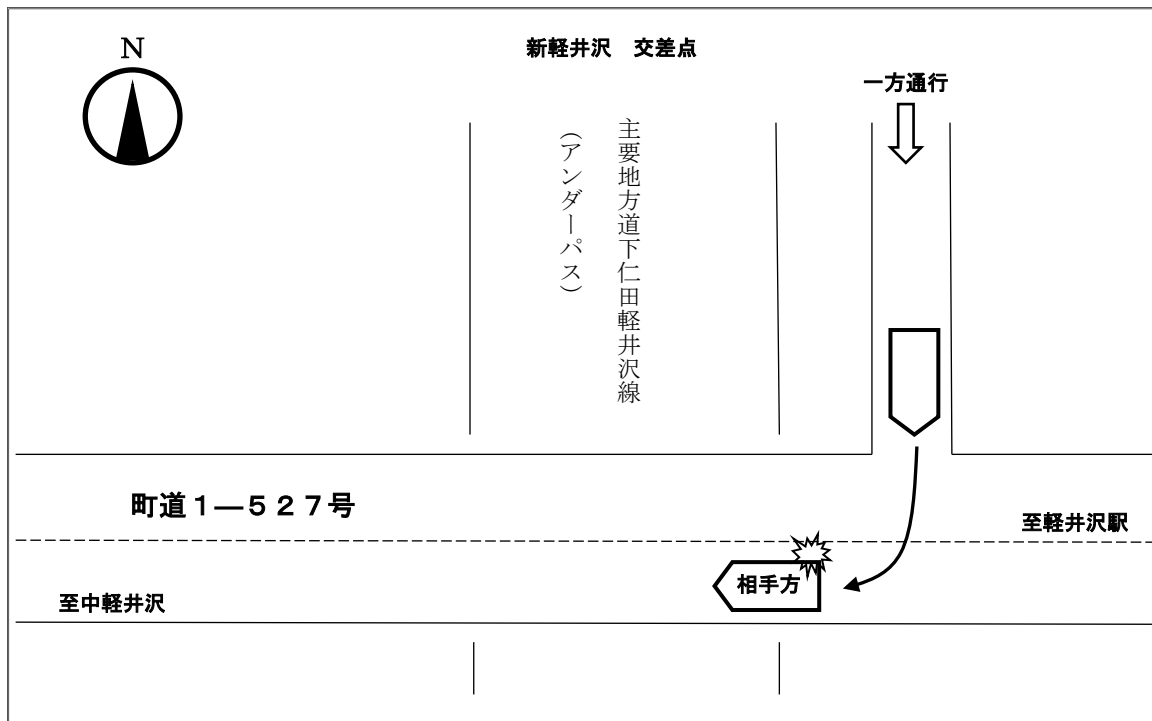 N
新軽井沢　交差点
一方通行
主要地方道下仁田軽井沢線
（アンダーパス）
町道１―５２７号
至軽井沢駅
相手方
至中軽井沢